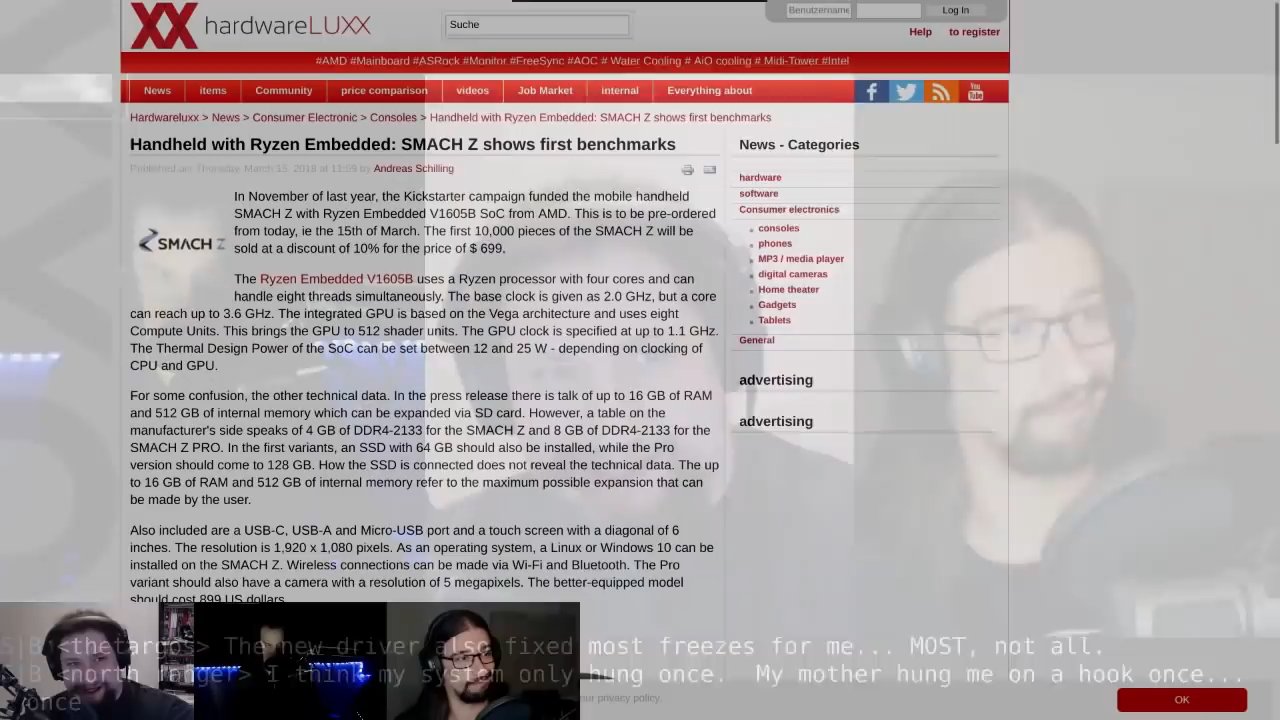 hardwareLUXX
Suche
Benutzername
Log In
Help to register
#AMD #Mainboard #ASRock #Monitor #FreeSync #AOC # Water Cooling # AiO cooling # Midi-Tower #Intel
News items Community price comparison videos Job Market internal Everything about
Hardwareluxx > News > Consumer Electronic > Consoles > Handheld with Ryzen Embedded: SMACH Z shows first benchmarks
Handheld with Ryzen Embedded: SMACH Z shows first benchmarks
Published on: Thursday, March 15, 2018 at 11:59 by Andreas Schilling
SMACH Z
In November of last year, the Kickstarter campaign funded the mobile handheld
SMACH Z with Ryzen Embedded V1605B SoC from AMD. This is to be pre-ordered
from today, ie the 15th of March. The first 10,000 pieces of the SMACH Z will be
sold at a discount of 10% for the price of $ 699.
The Ryzen Embedded V1605B uses a Ryzen processor with four cores and can
handle eight threads simultaneously. The base clock is given as 2.0 GHz, but a core
can reach up to 3.6 GHz. The integrated GPU is based on the Vega architecture and uses eight
Compute Units. This brings the GPU to 512 shader units. The GPU clock is specified at up to 1.1 GHz.
The Thermal Design Power of the SoC can be set between 12 and 25 W - depending on clocking of
CPU and GPU.
For some confusion, the other technical data. In the press release there is talk of up to 16 GB of RAM
and 512 GB of internal memory which can be expanded via SD card. However, a table on the
manufacturer's side speaks of 4 GB of DDR4-2133 for the SMACH Z and 8 GB of DDR4-2133 for the
SMACH Z PRO. In the first variants, an SSD with 64 GB should also be installed, while the Pro
version should come to 128 GB. How the SSD is connected does not reveal the technical data. The up
to 16 GB of RAM and 512 GB of internal memory refer to the maximum possible expansion that can
be made by the user.
Also included are a USB-C, USB-A and Micro-USB port and a touch screen with a diagonal of 6
inches. The resolution is 1,920 x 1,080 pixels. As an operating system, a Linux or Windows 10 can be
installed on the SMACH Z. Wireless connections can be made via Wi-Fi and Bluetooth. The Pro
variant should also have a camera with a resolution of 5 megapixels. The better-equipped model
should cost 899 US dollars.
News - Categories
hardware
software
Consumer electronics
consoles
phones
MP3 / media player
digital cameras
Home theater
Gadgets
Tablets
General
advertising
advertising
You Tube
B <thetardos> The new driver also fixed most freezes for me... MOST, not all.
B <north ranger> I think my system only hung once. My mother hung me on a hook once...
once
our privacy policy.
OK